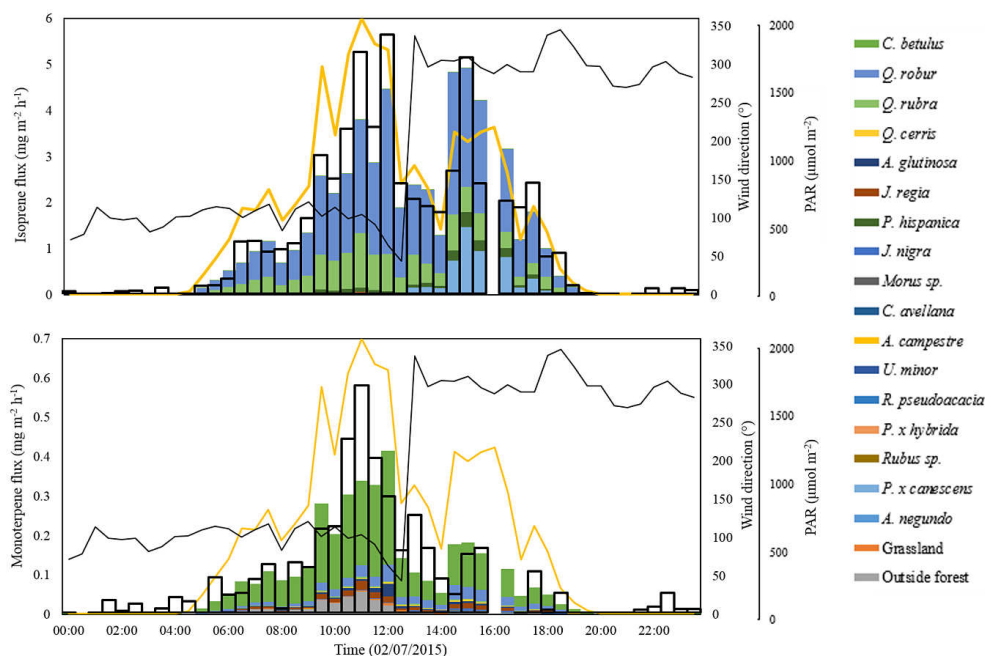 6
5
4
3
2
1
0
Isoprene flux (mg m⁻² h⁻¹)
350
300
250
200
150
100
50
0
Wind direction (°)
2000
1500
1000
500
0
PAR (μmol m⁻²)
0.7
0.6
0.5
0.4
0.3
0.2
0.1
0
Monoterpene flux (mg m⁻² h⁻¹)
350
300
250
200
150
100
50
0
Wind direction (°)
2000
1500
1000
500
0
PAR (μmol m⁻²)
00:00 02:00 04:00 06:00 08:00 10:00 12:00 14:00 16:00 18:00 20:00 22:00
Time (02/07/2015)
C. betulus
Q. robur
Q. rubra
Q. cerris
A. glutinosa
J. regia
P. hispanica
J. nigra
Morus sp.
C. avellana
A. campestre
U. minor
R. pseudoacacia
P. x hybrida
Rubus sp.
P. x canescens
A. negundo
Grassland
Outside forest